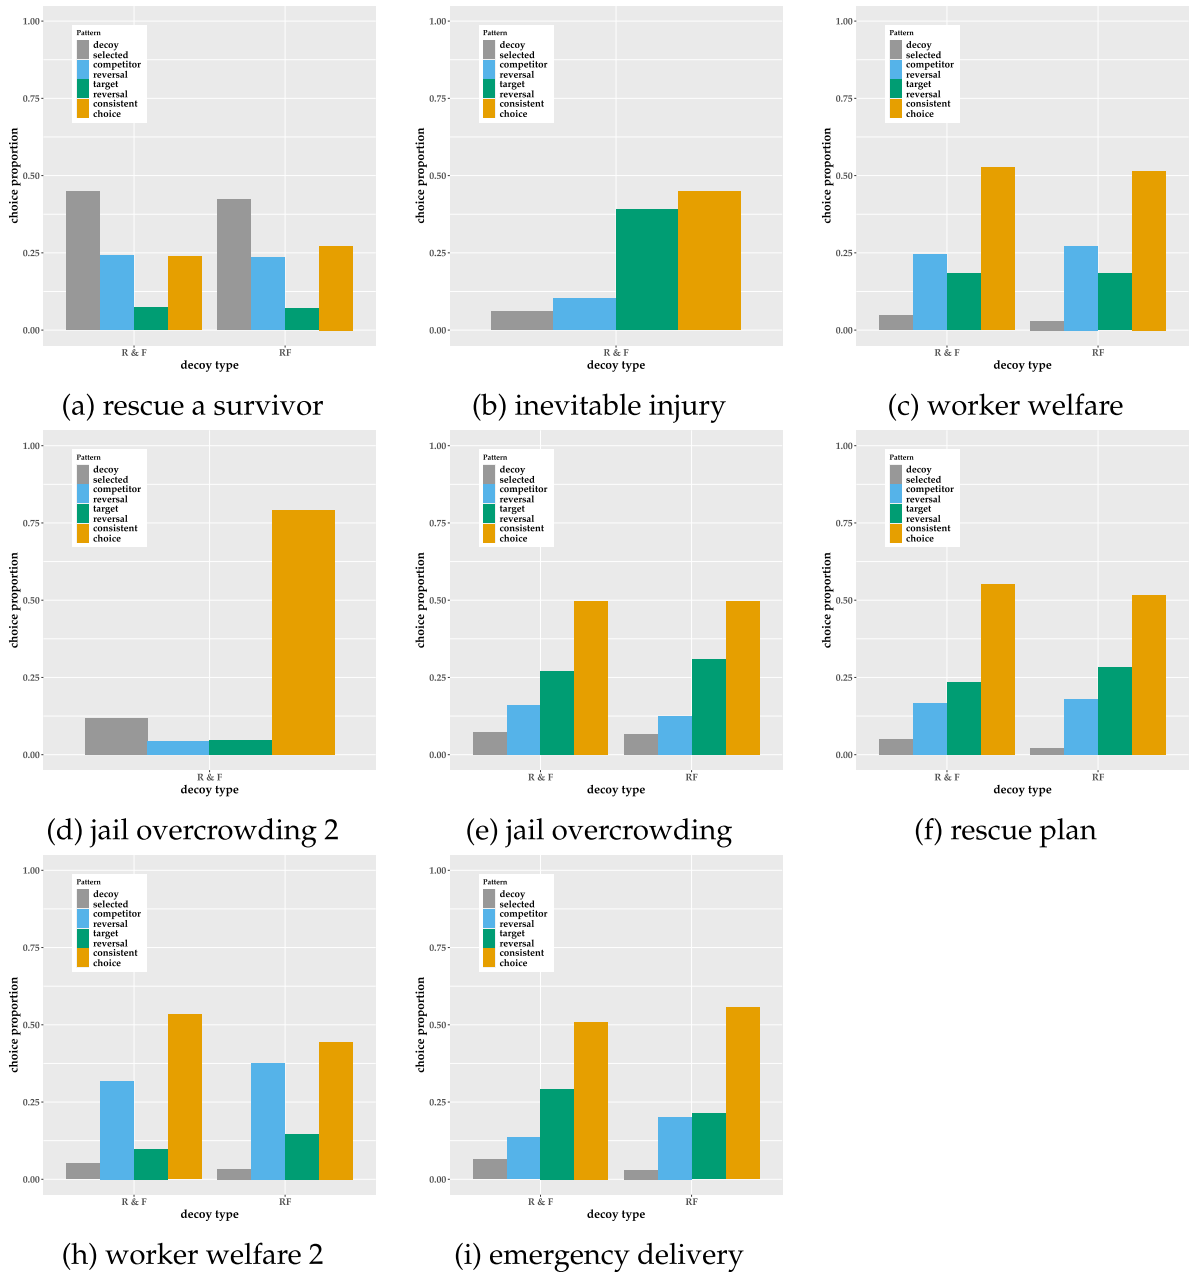 1.00
0.75
0.50
0.25
0.00
choice proportion
Pattern
decoy
selected
competitor
reversal
target
reversal
consistent
choice
R & F
RF
decoy type
(a) rescue a survivor
1.00
0.75
0.50
0.25
0.00
choice proportion
Pattern
decoy
selected
competitor
reversal
target
reversal
consistent
choice
R & F
decoy type
(b) inevitable injury
1.00
0.75
0.50
0.25
0.00
choice proportion
Pattern
decoy
selected
competitor
reversal
target
reversal
consistent
choice
R & F
RF
decoy type
(c) worker welfare
1.00
0.75
0.50
0.25
0.00
choice proportion
Pattern
decoy
selected
competitor
reversal
target
reversal
consistent
choice
R & F
decoy type
(d) jail overcrowding 2
1.00
0.75
0.50
0.25
0.00
choice proportion
Pattern
decoy
selected
competitor
reversal
target
reversal
consistent
choice
R & F
RF
decoy type
(e) jail overcrowding
1.00
0.75
0.50
0.25
0.00
choice proportion
Pattern
decoy
selected
competitor
reversal
target
reversal
consistent
choice
R & F
RF
decoy type
(f) rescue plan
1.00
0.75
0.50
0.25
0.00
choice proportion
Pattern
decoy
selected
competitor
reversal
target
reversal
consistent
choice
R & F
RF
decoy type
(h) worker welfare 2
1.00
0.75
0.50
0.25
0.00
choice proportion
Pattern
decoy
selected
competitor
reversal
target
reversal
consistent
choice
R & F
RF
decoy type
(i) emergency delivery